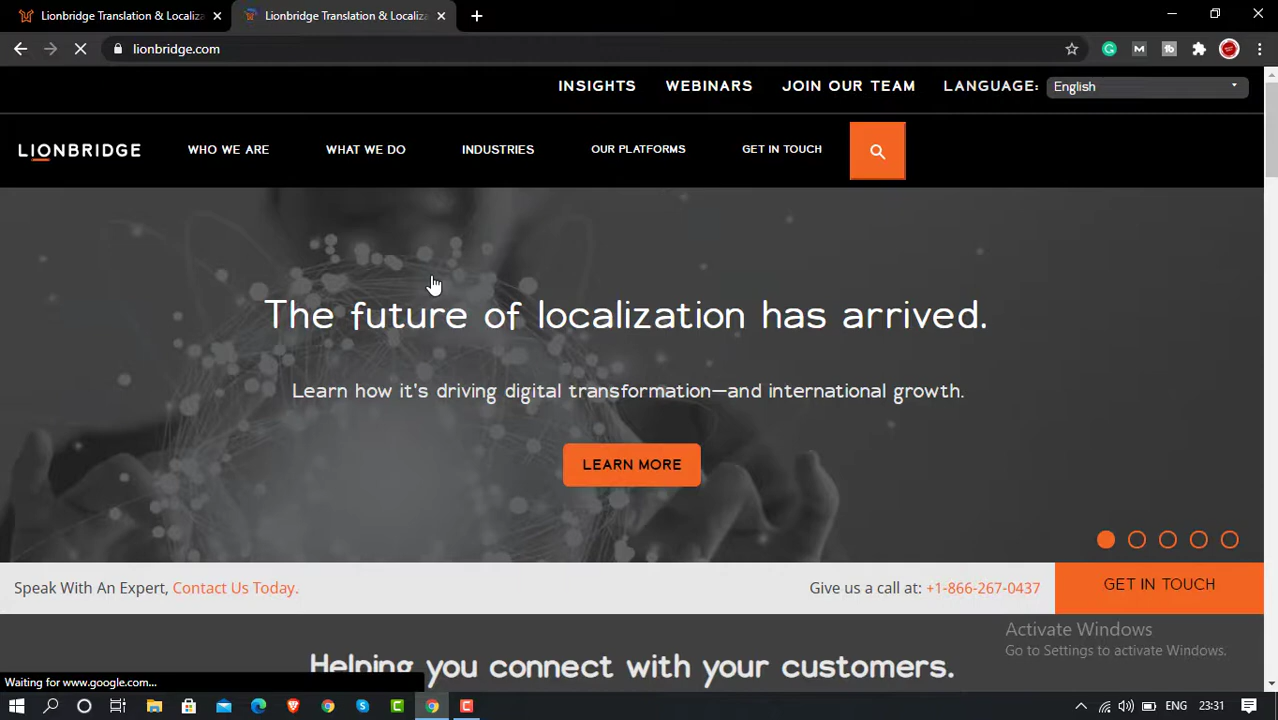 Lionbridge Translation & Localiza
Lionbridge Translation & Localiza
lionbridge.com
INSIGHTS WEBINARS JOIN OUR TEAM LANGUAGE: English
LIONBRIDGE WHO WE ARE WHAT WE DO INDUSTRIES OUR PLATFORMS GET IN TOUCH
The future of localization has arrived.
Learn how it's driving digital transformation—and international growth.
LEARN MORE
Speak With An Expert, Contact Us Today. Give us a call at: +1-866-267-0437 GET IN TOUCH
Activate Windows
Go to Settings to activate Windows.
Helping you connect with your customers.
Waiting for www.google.com...
ENG 23:31